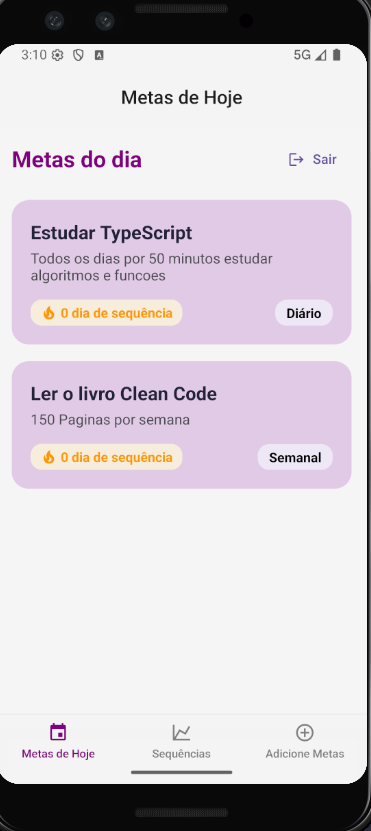 3:10 5G
Metas de Hoje
Metas do dia
Sair
Estudar TypeScript
Todos os dias por 50 minutos estudar
algoritmos e funcoes
0 dia de sequência
Diário
Ler o livro Clean Code
150 Paginas por semana
0 dia de sequência
Semanal
Metas de Hoje
Sequências
Adicione Metas